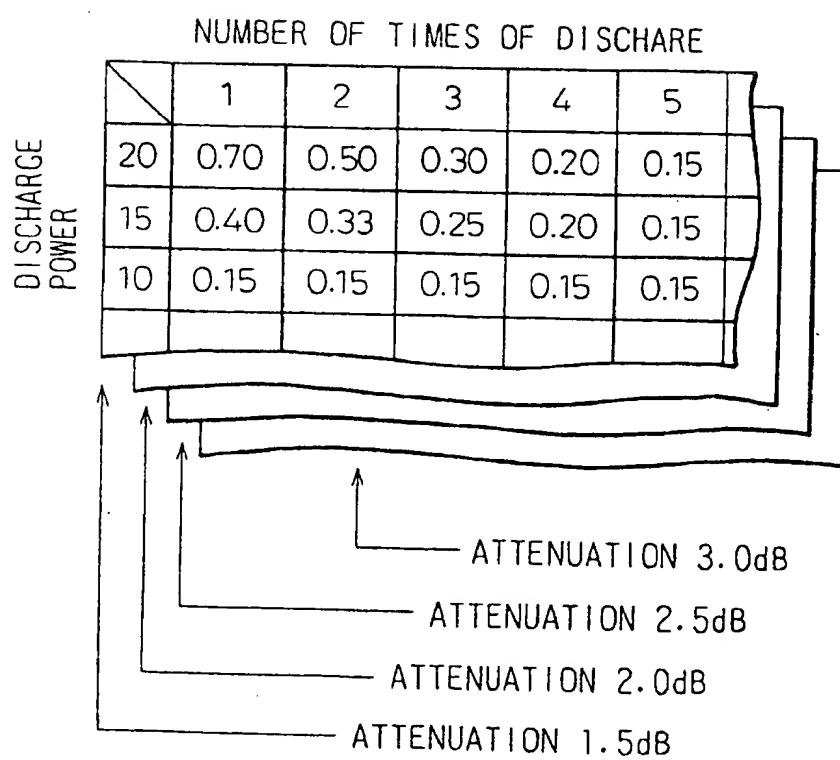 NUMBER OF TIMES OF DISCHARE
1 2 3 4 5
DISCHARGE
POWER
20 0.70 0.50 0.30 0.20 0.15
15 0.40 0.33 0.25 0.20 0.15
10 0.15 0.15 0.15 0.15 0.15
ATTENUATION 3.0dB
ATTENUATION 2.5dB
ATTENUATION 2.0dB
ATTENUATION 1.5dB